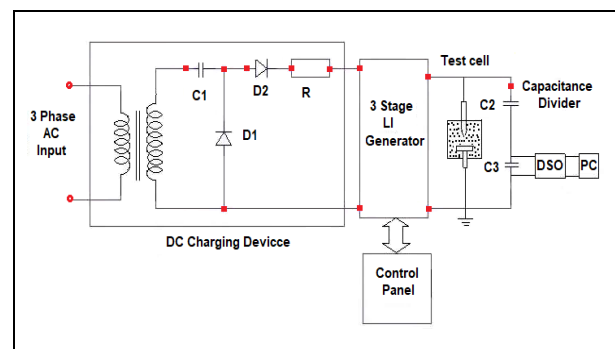 Test cell
Capacitance
Divider
3 Phase
AC
Input
C1
D2
R
D1
3 Stage
LI
Generator
C2
C3
DSO
PC
DC Charging Devicce
Control
Panel